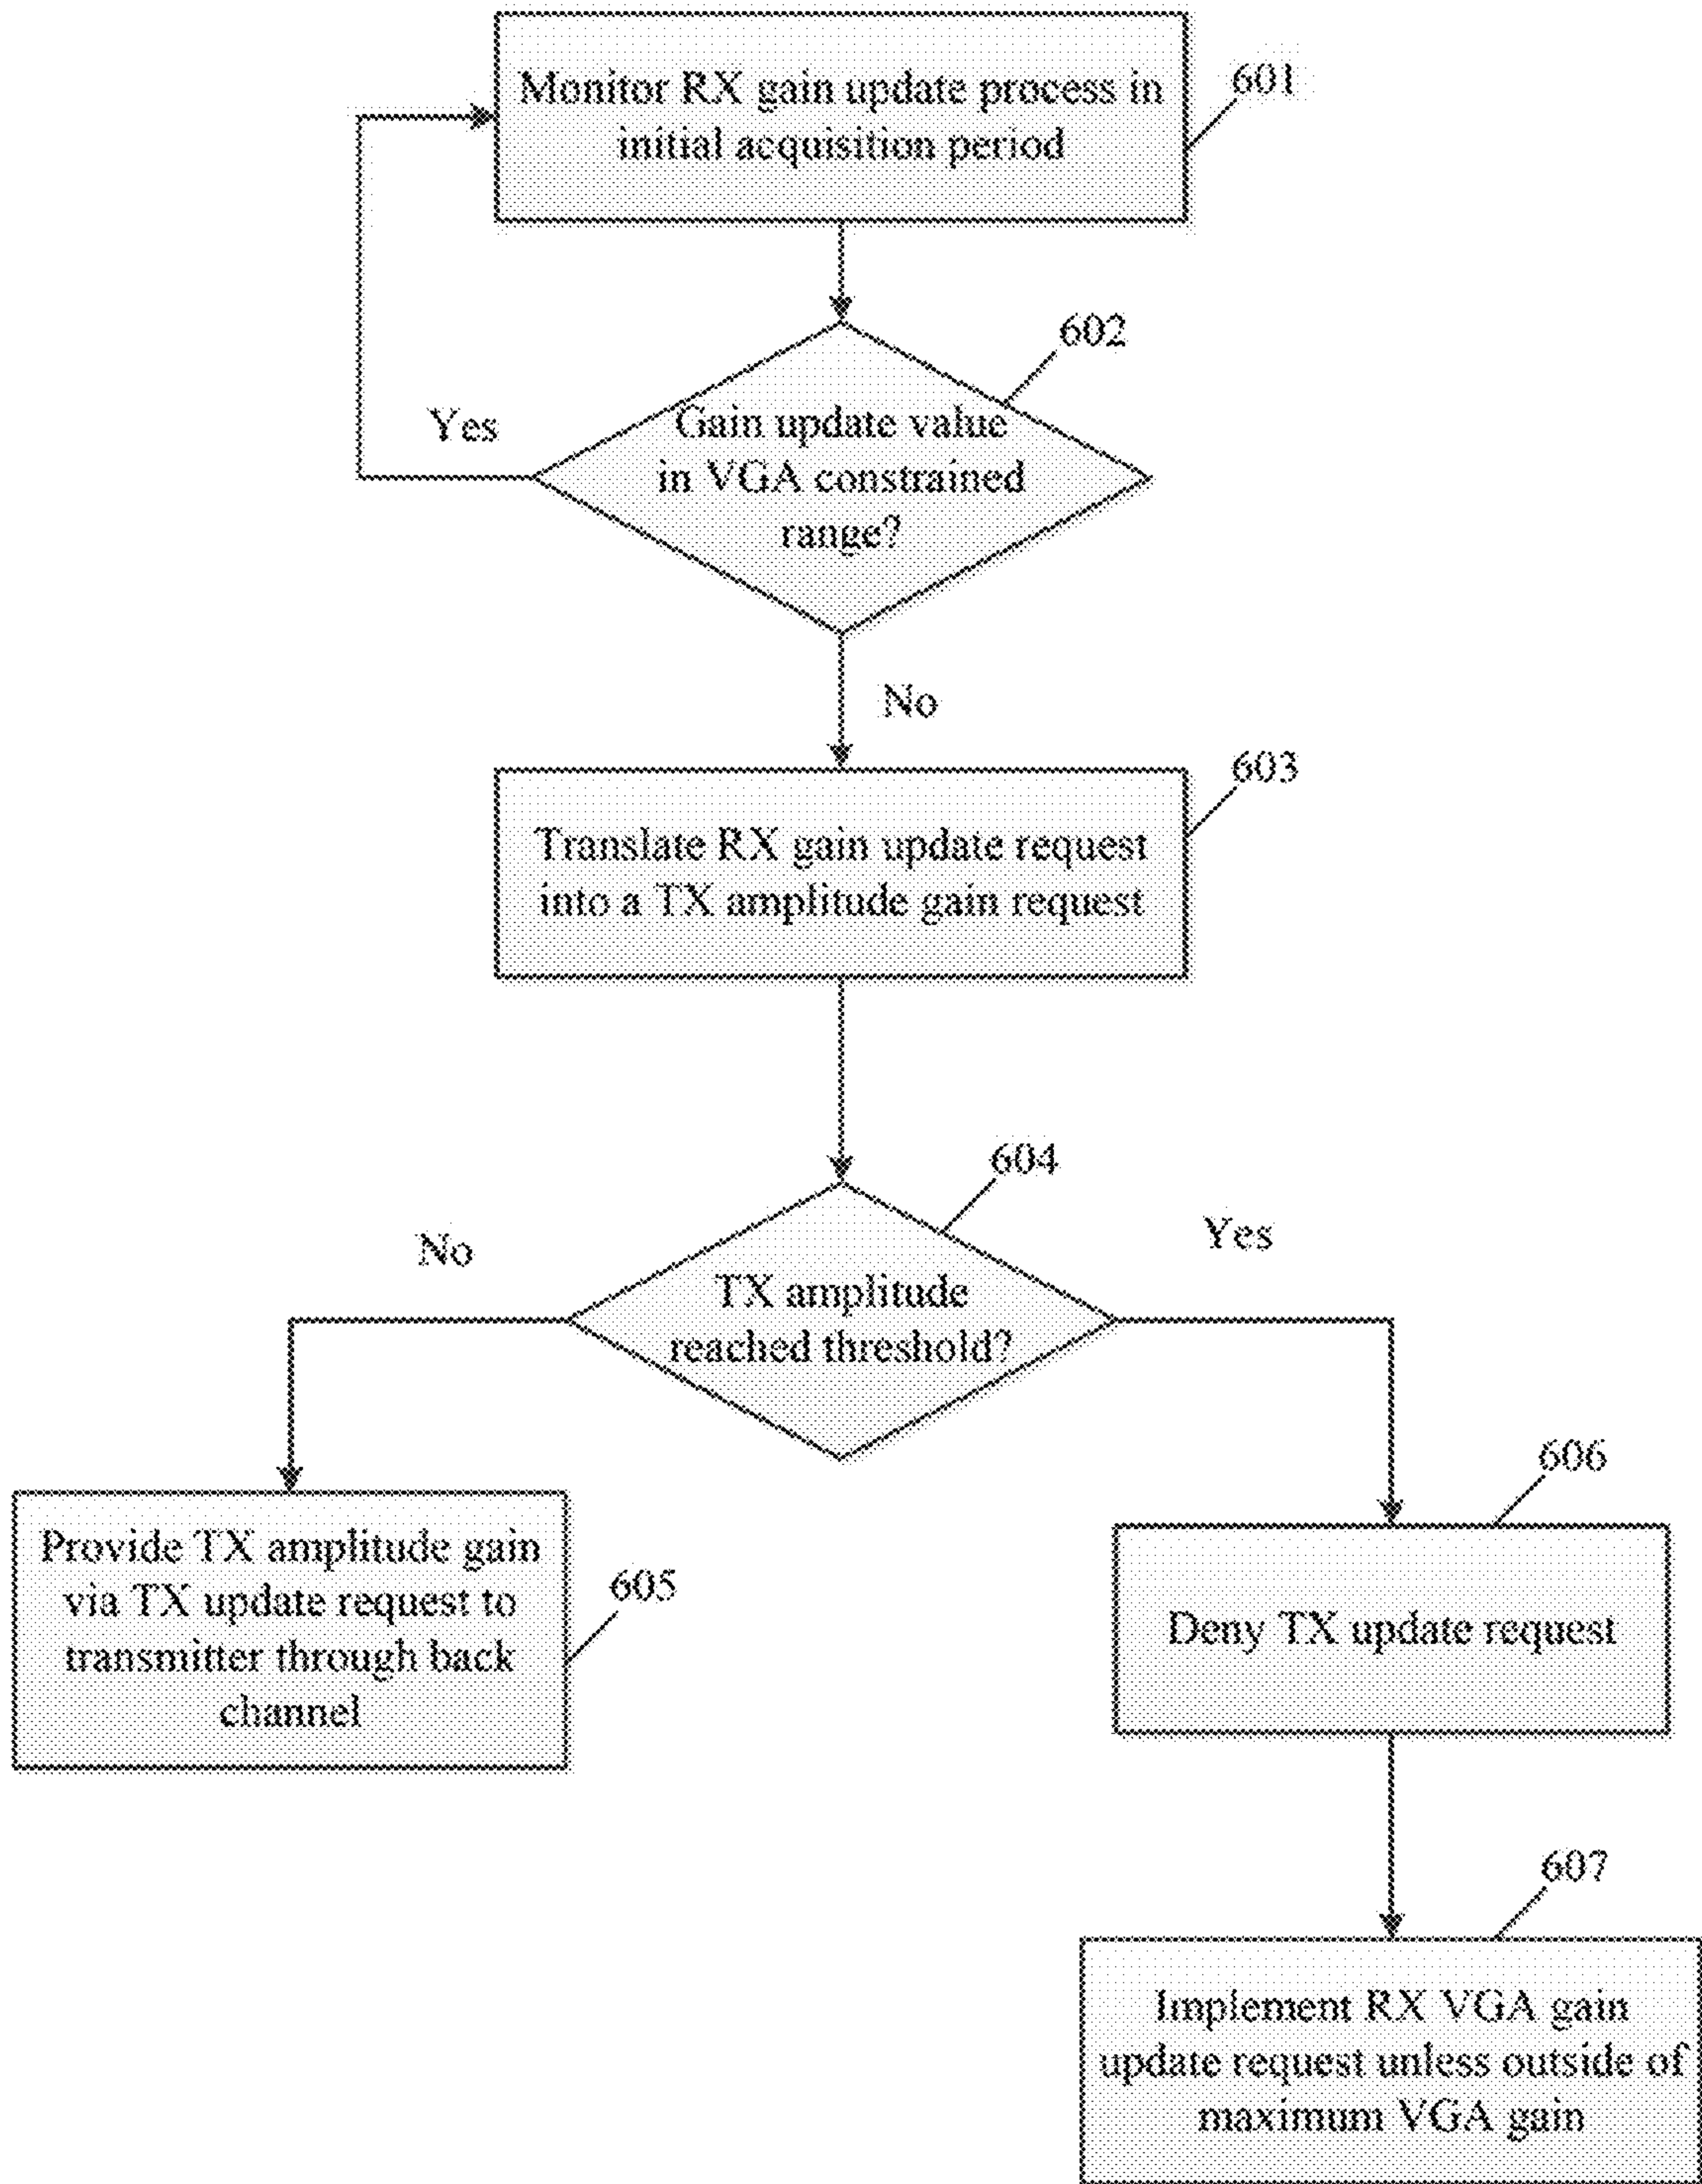 Monitor RX gain update process in
initial acquisition period
601
602
Yes
Gain update value
in VGA constrained
range?
No
603
Translate RX gain update request
into a TX amplitude gain request
604
No
Yes
TX amplitude
reached threshold?
606
Provide TX amplitude gain
via TX update request to
transmitter through back
channel
605
Deny TX update request
607
Implement RX VGA gain
update request unless outside of
maximum VGA gain